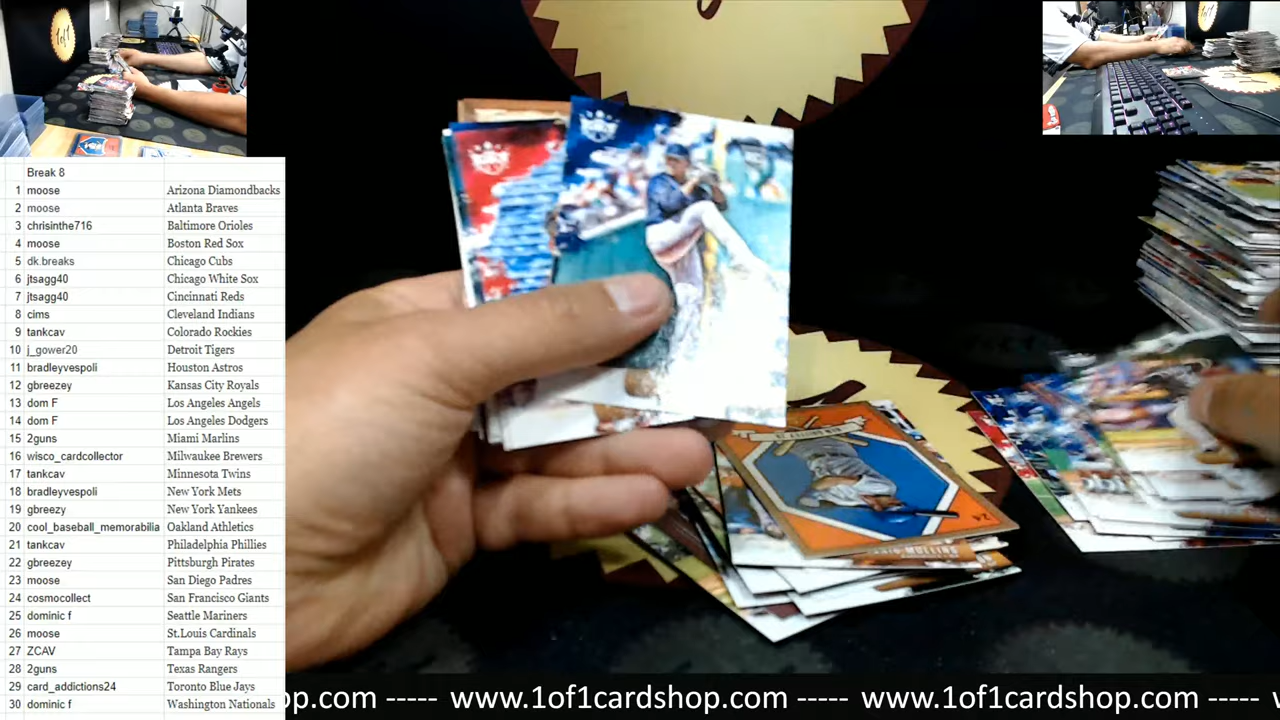 1of1
Break 8
1 moose Arizona Diamondbacks
2 moose Atlanta Braves
3 chrisinthe716 Baltimore Orioles
4 moose Boston Red Sox
5 dk.breaks Chicago Cubs
6 jtsagg40 Chicago White Sox
7 jtsagg40 Cincinnati Reds
8 cims Cleveland Indians
9 tankcav Colorado Rockies
10 j_gower20 Detroit Tigers
11 bradleyvespoli Houston Astros
12 gbreezey Kansas City Royals
13 dom F Los Angeles Angels
14 dom F Los Angeles Dodgers
15 2guns Miami Marlins
16 wisco_cardcollector Milwaukee Brewers
17 tankcav Minnesota Twins
18 bradleyvespoli New York Mets
19 gbreezy New York Yankees
20 cool_baseball_memorabilia Oakland Athletics
21 tankcav Philadelphia Phillies
22 gbreezey Pittsburgh Pirates
23 moose San Diego Padres
24 cosmocollect San Francisco Giants
25 dominic f Seattle Mariners
26 moose St.Louis Cardinals
27 ZCAV Tampa Bay Rays
28 2guns Texas Rangers
29 card_addictions24 Toronto Blue Jays
30 dominic f Washington Nationals
MULLINS
op.com ----- www.1of1cardshop.com -----